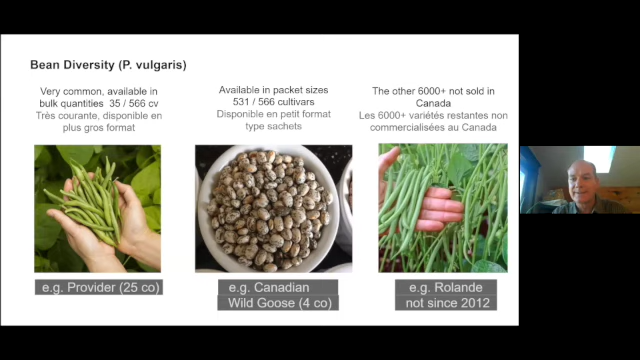 Bean Diversity (P. vulgaris)
Very common, available in
bulk quantities 35 / 566 cv
Très courante, disponible en
plus gros format
Available in packet sizes
531 / 566 cultivars
Disponible en petit format
type sachets
The other 6000+ not sold in
Canada
Les 6000+ variétés restantes non
commercialisées au Canada
e.g. Provider (25 co)
e.g. Canadian
Wild Goose (4 co)
e.g. Rolande
not since 2012